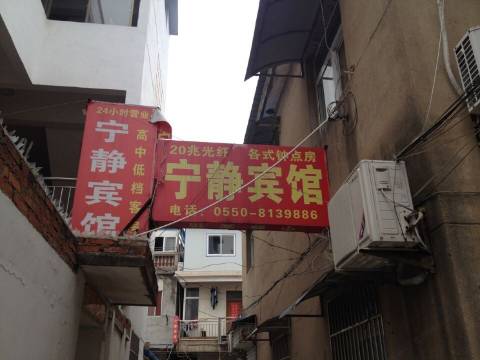 24小时营业
宁静宾馆
高中低档客
20兆光纤 各式钟点房
宁静宾馆
电话：0550-8139886